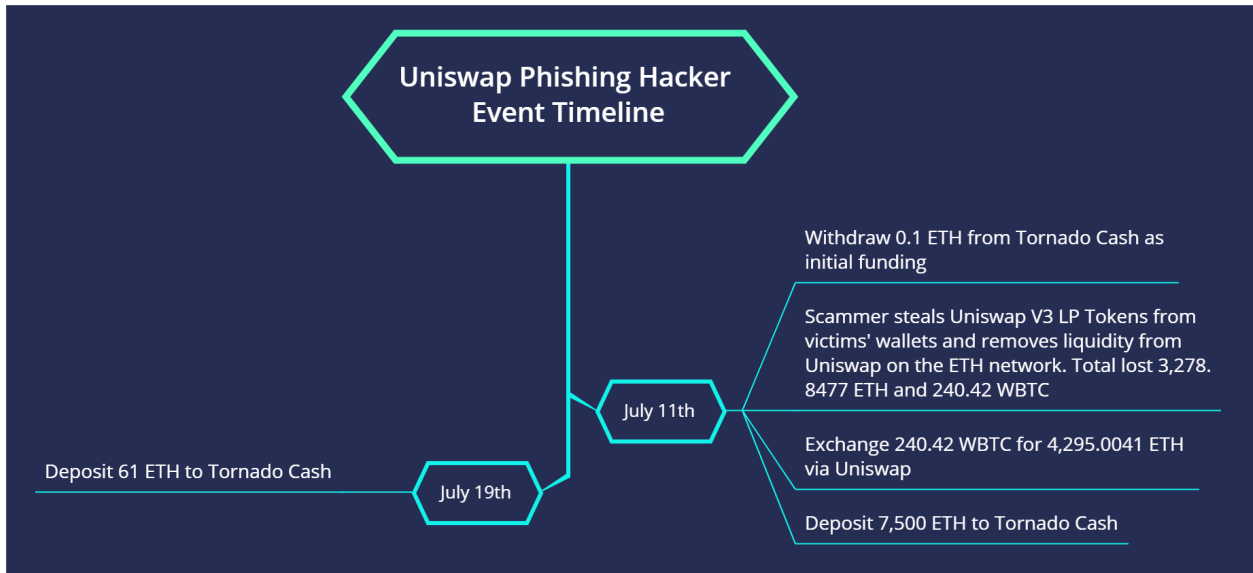 Uniswap Phishing Hacker
Event Timeline
Withdraw 0.1 ETH from Tornado Cash as
initial funding
Scammer steals Uniswap V3 LP Tokens from
victims' wallets and removes liquidity from
Uniswap on the ETH network. Total lost 3,278.
8477 ETH and 240.42 WBTC
July 11th
Exchange 240.42 WBTC for 4,295.0041 ETH
via Uniswap
Deposit 7,500 ETH to Tornado Cash
July 19th
Deposit 61 ETH to Tornado Cash